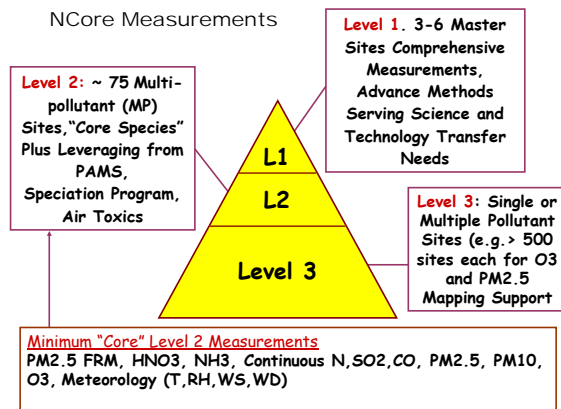 NCore Measurements
Level 1. 3-6 Master
Sites Comprehensive
Measurements,
Advance Methods
Serving Science and
Technology Transfer
Needs
Level 2: ~ 75 Multi-
pollutant (MP)
Sites,“Core Species”
Plus Leveraging from
PAMS,
Speciation Program,
Air Toxics
L1
L2
Level 3
Level 3: Single or
Multiple Pollutant
Sites (e.g.> 500
sites each for O3
and PM2.5
Mapping Support
Minimum “Core” Level 2 Measurements
PM2.5 FRM, HNO3, NH3, Continuous N,SO2,CO, PM2.5, PM10,
O3, Meteorology (T,RH,WS,WD)